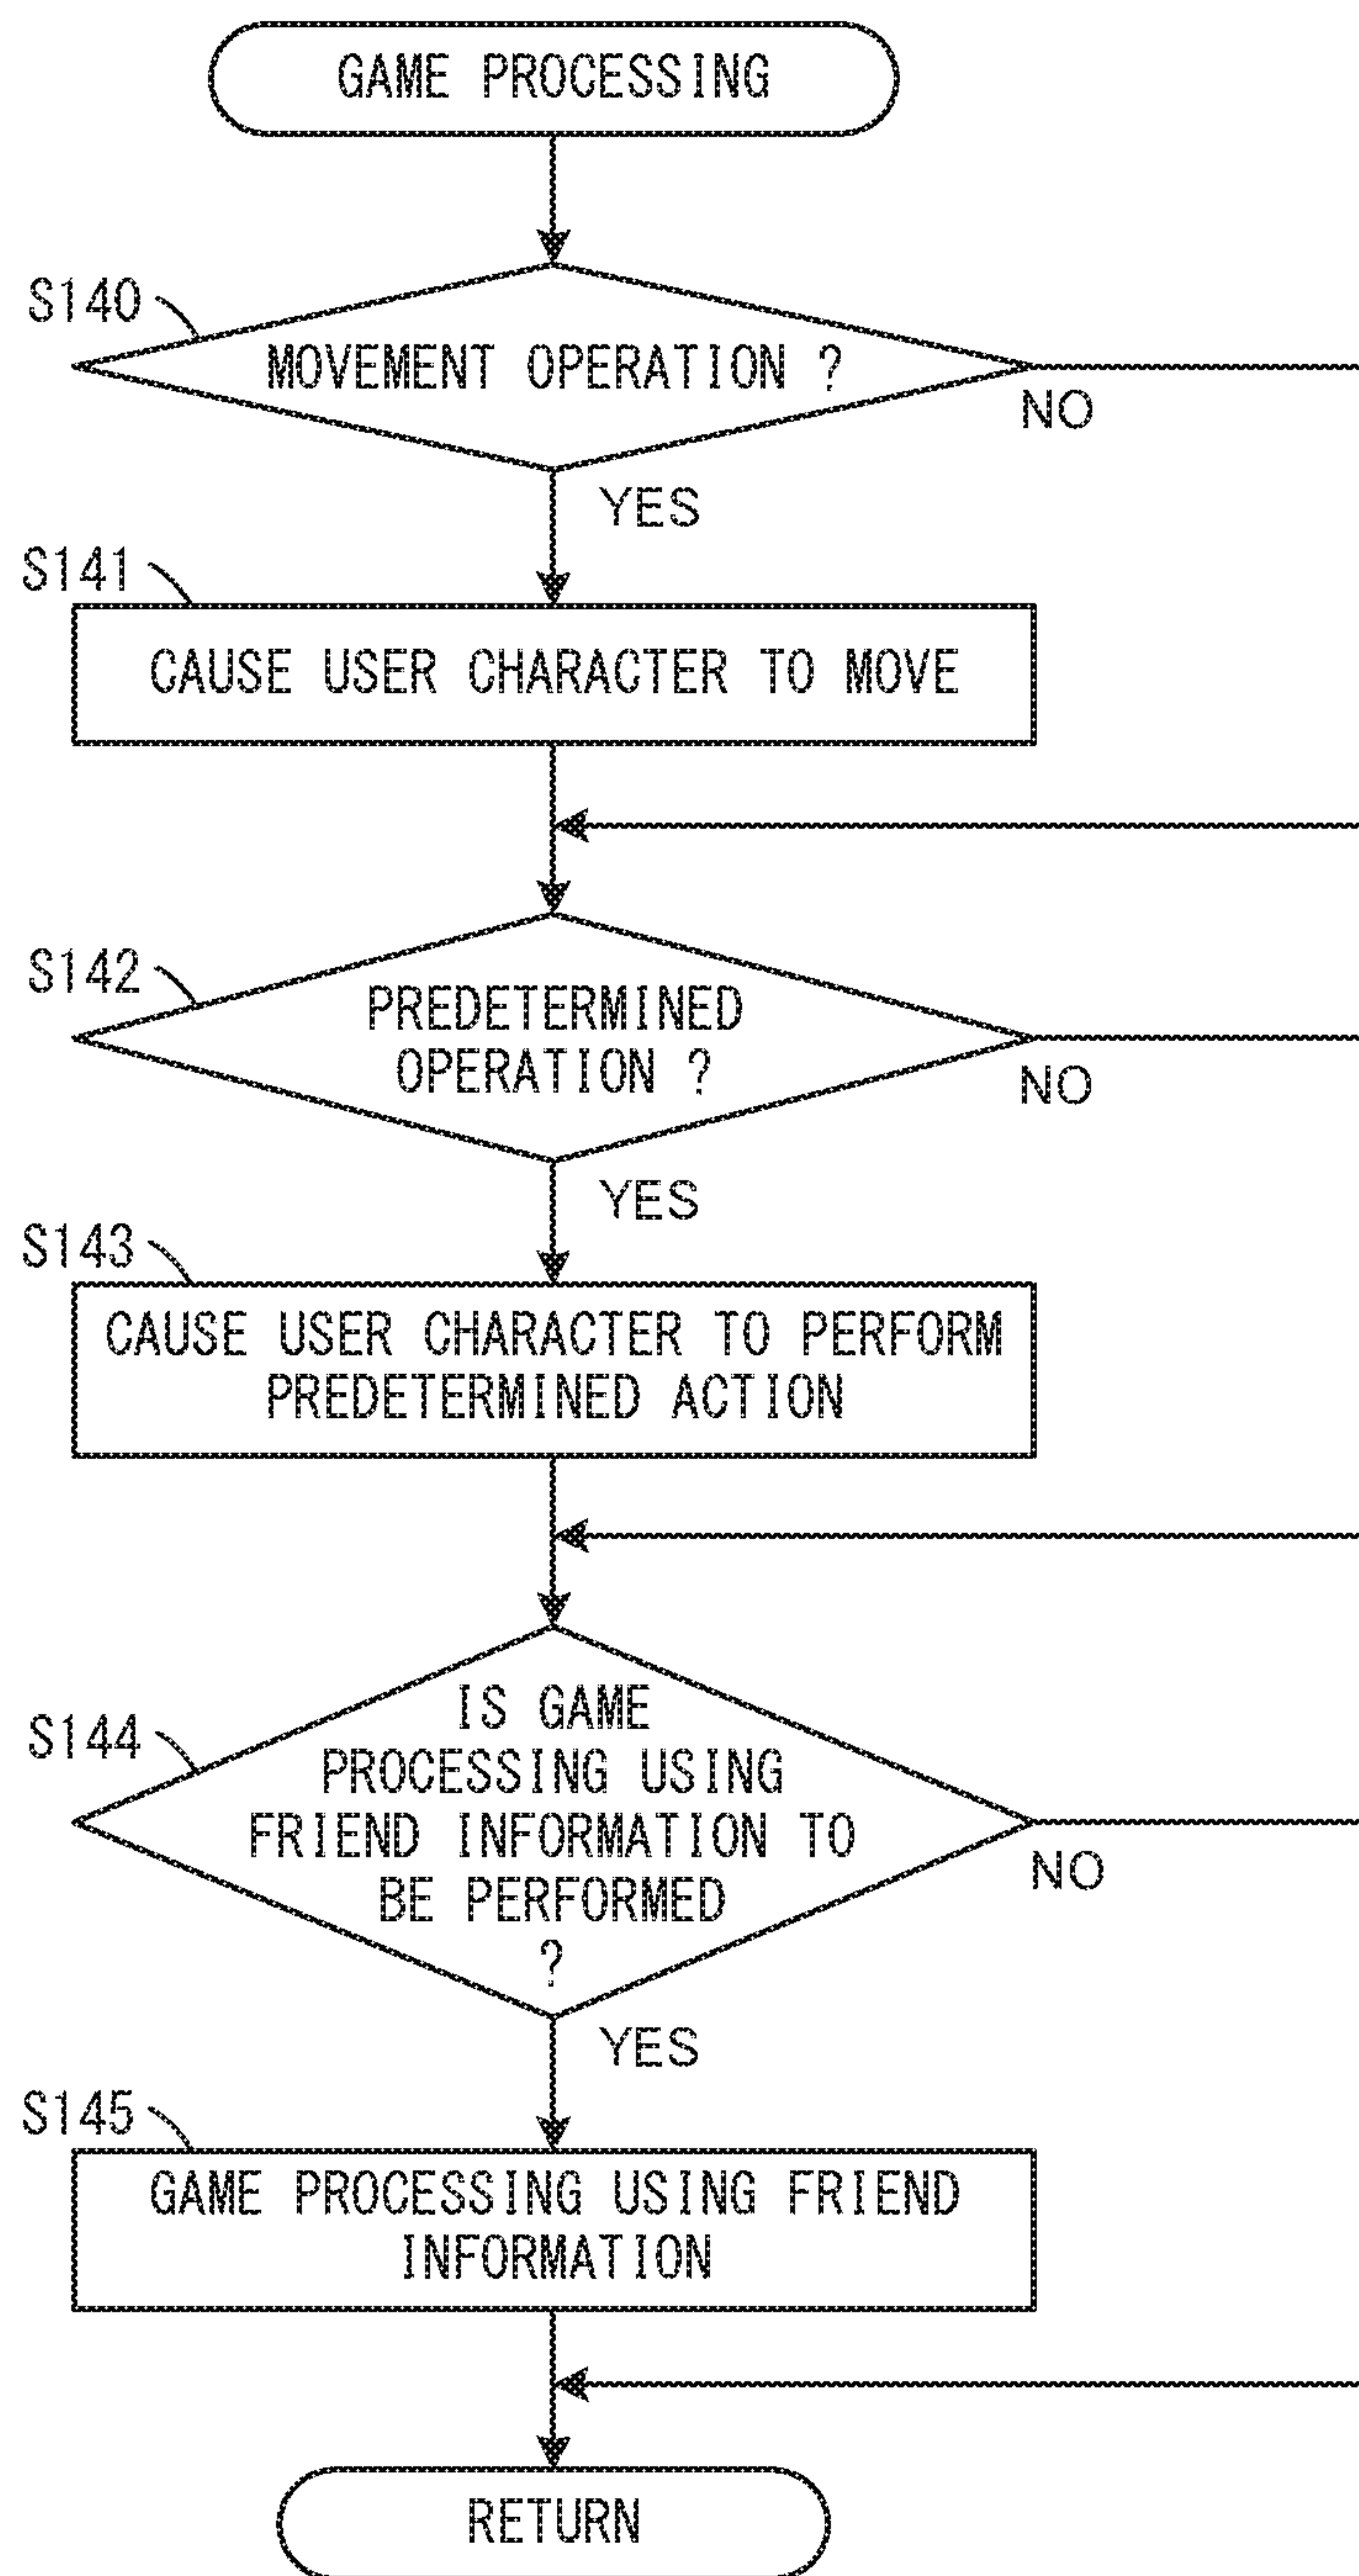 GAME PROCESSING
S140
MOVEMENT OPERATION ?
NO
YES
S141
CAUSE USER CHARACTER TO MOVE
S142
PREDETERMINED
OPERATION ?
NO
YES
S143
CAUSE USER CHARACTER TO PERFORM
PREDETERMINED ACTION
S144
IS GAME
PROCESSING USING
FRIEND INFORMATION TO
BE PERFORMED
?
NO
YES
S145
GAME PROCESSING USING FRIEND
INFORMATION
RETURN